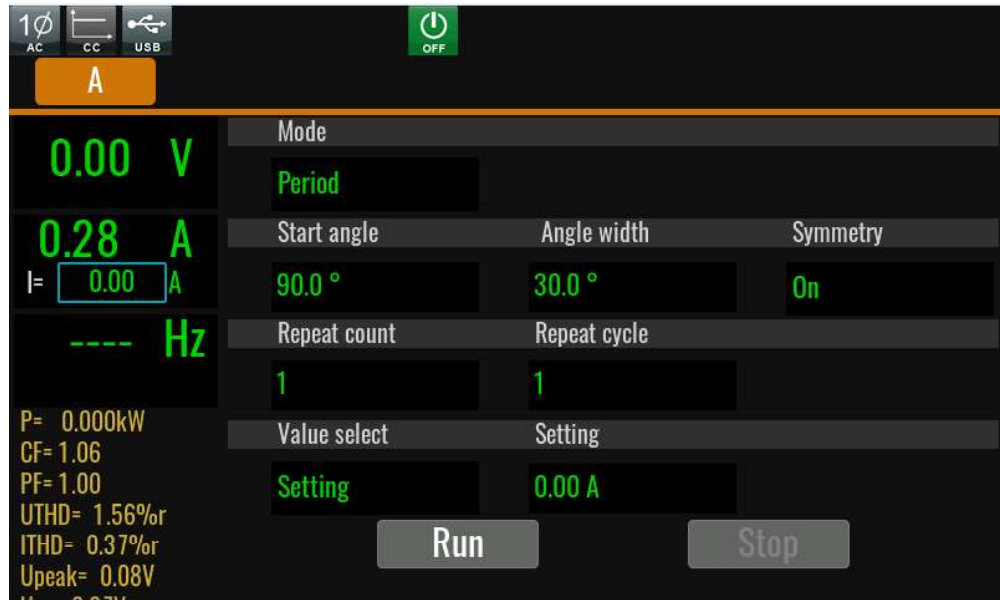 1Ø
AC
CC
USB
OFF
A
0.00 V
0.28 A
I= 0.00 A
---- Hz
P= 0.000kW
CF= 1.06
PF= 1.00
UTHD= 1.56%r
ITHD= 0.37%r
Upeak= 0.08V
Mode
Period
Start angle Angle width Symmetry
90.0 ° 30.0 ° On
Repeat count Repeat cycle
1 1
Value select Setting
Setting 0.00 A
Run Stop